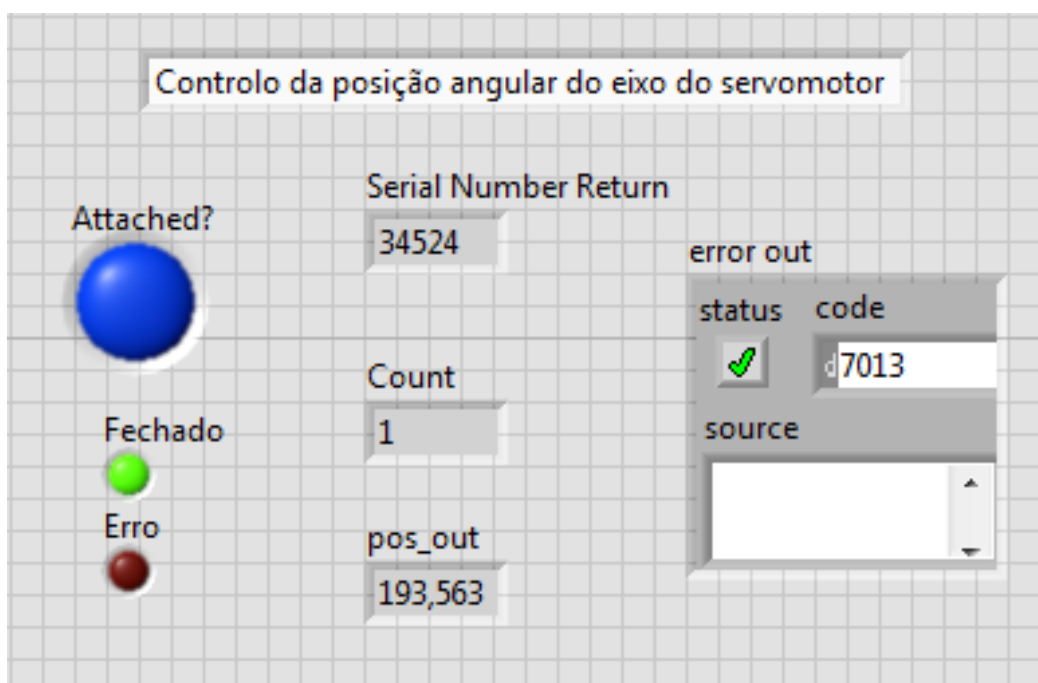 Controlo da posição angular do eixo do servomotor
Attached?
Serial Number Return
34524
Count
1
Fechado
Erro
pos_out
193,563
error out
status
code
d7013
source